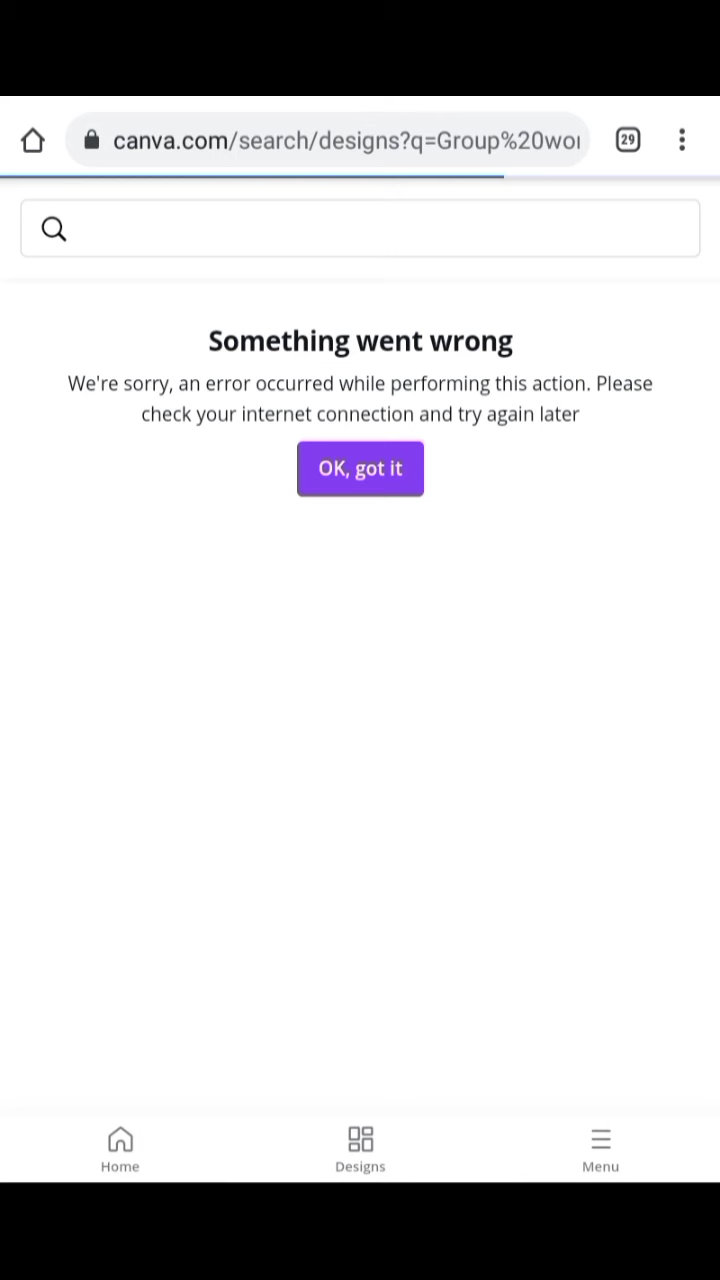 canva.com/search/designs?q=Group%20wor
29
Something went wrong
We're sorry, an error occurred while performing this action. Please
check your internet connection and try again later
OK, got it
Home
Designs
Menu